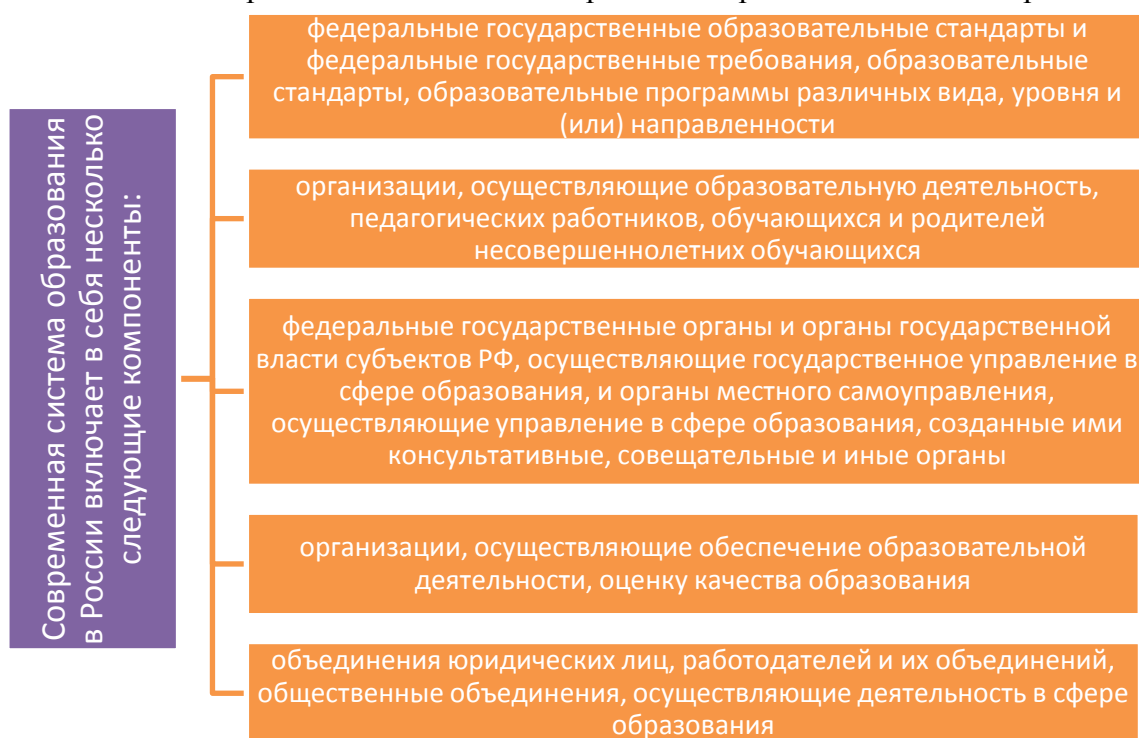 Современная система образования
в России включает в себя несколько
следующие компоненты:
федеральные государственные образовательные стандарты и
федеральные государственные требования, образовательные
стандарты, образовательные программы различных вида, уровня и
(или) направленности
организации, осуществляющие образовательную деятельность,
педагогических работников, обучающихся и родителей
несовершеннолетних обучающихся
федеральные государственные органы и органы государственной
власти субъектов РФ, осуществляющие государственное управление в
сфере образования, и органы местного самоуправления,
осуществляющие управление в сфере образования, созданные ими
консультативные, совещательные и иные органы
организации, осуществляющие обеспечение образовательной
деятельности, оценку качества образования
объединения юридических лиц, работодателей и их объединений,
общественные объединения, осуществляющие деятельность в сфере
образования